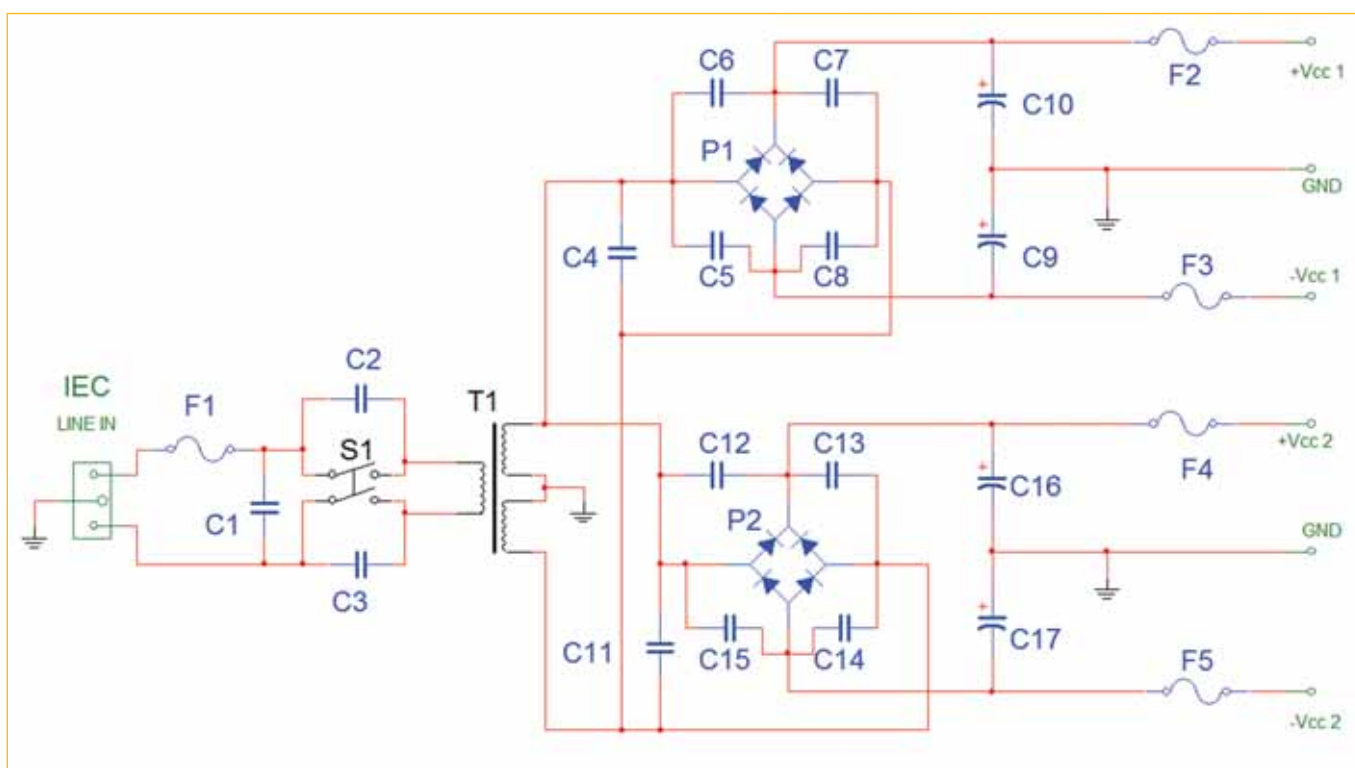 C6
C7
F2
+Vcc 1
C10
P1
GND
C4
C5
C8
C9
F3
-Vcc 1
IEC
LINE IN
F1
C2
S1
C1
C3
T1
C12
C13
+Vcc 2
F4
C16
P2
GND
C11
C15
C14
C17
F5
-Vcc 2